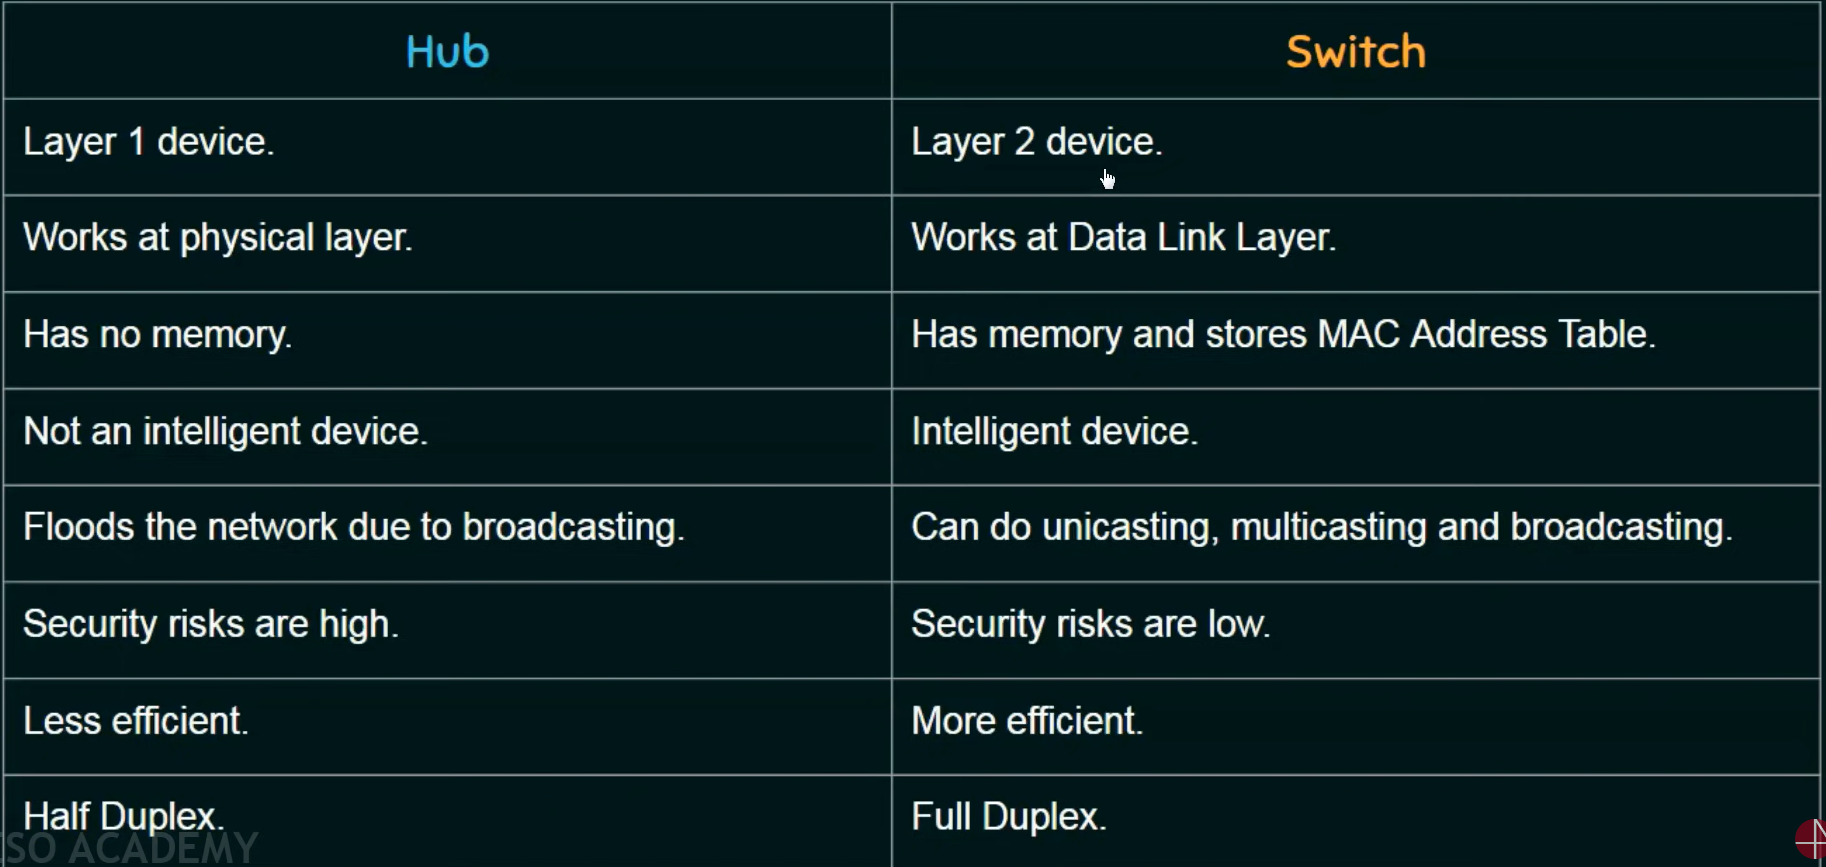 Hub
Switch
Layer 1 device.
Layer 2 device.
Works at physical layer.
Works at Data Link Layer.
Has no memory.
Has memory and stores MAC Address Table.
Not an intelligent device.
Intelligent device.
Floods the network due to broadcasting.
Can do unicasting, multicasting and broadcasting.
Security risks are high.
Security risks are low.
Less efficient.
More efficient.
Half Duplex.
Full Duplex.
SO ACADEMY